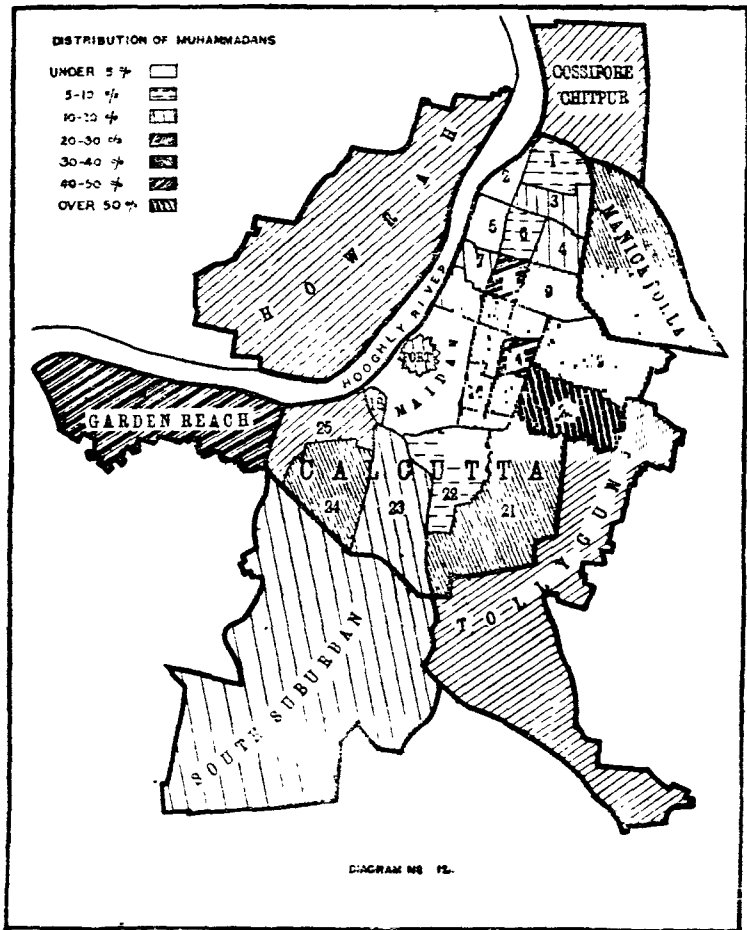 DISTRIBUTION OF MUHAMMADANS
UNDER 5 %
5-10 %
10-20 %
20-30 %
30-40 %
40-50 %
OVER 50 %
COSSIPORE
CHITPUR
HOWRAH
MANICATOLLA
1
2
3
5
6
4
7
9
HOOGHLY RIVER
FORT
MAIDAN
GARDEN REACH
25
CALCUTTA
24
23
22
21
TOLLYGUNJ
SOUTH SUBURBAN
DIAGRAM NO 12.